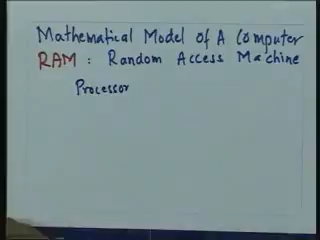 Mathematical Model of A Computer
RAM : Random Access Machine
Processor